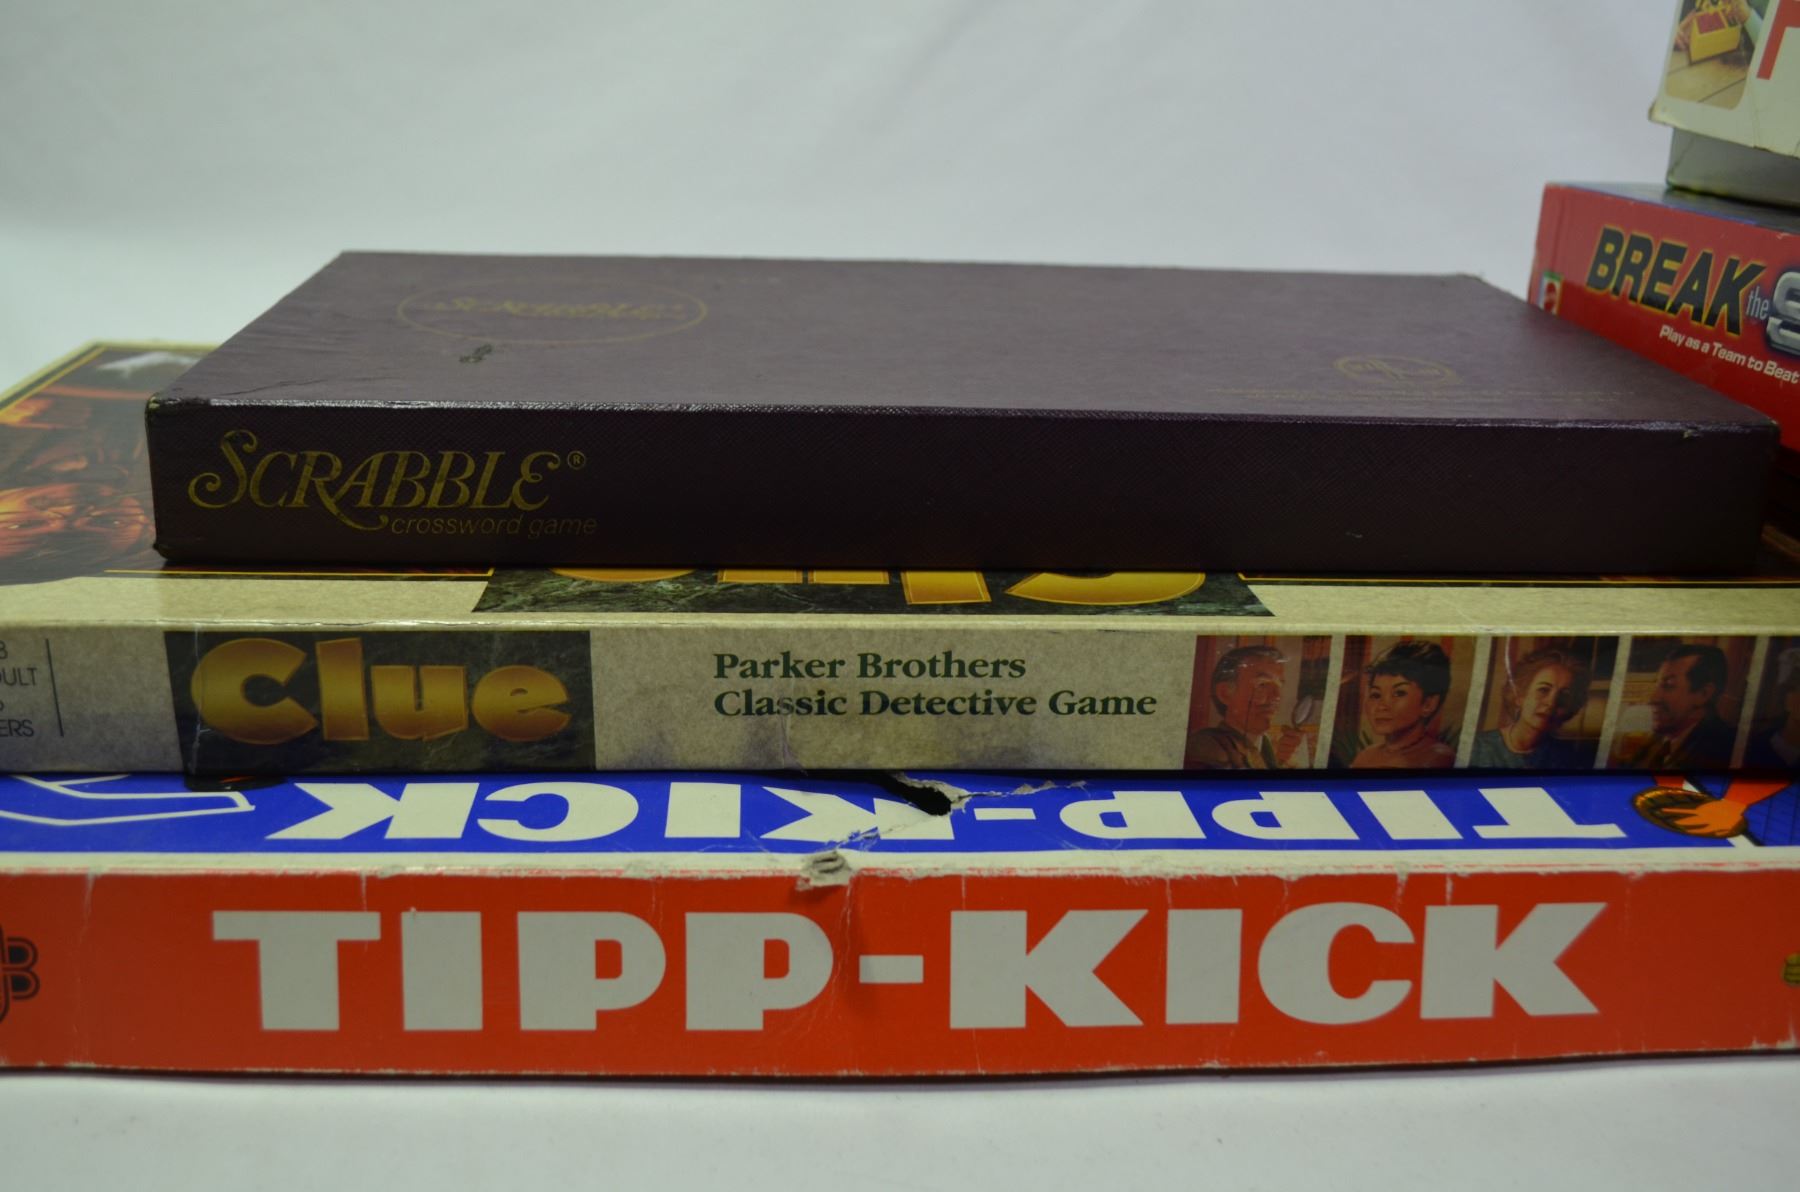 SCRABBLE
SCRABBLE®
crossword game
BREAK the
Play as a Team to Beat
Clue
Parker Brothers
Classic Detective Game
TIPP-KICK
TIPP-KICK